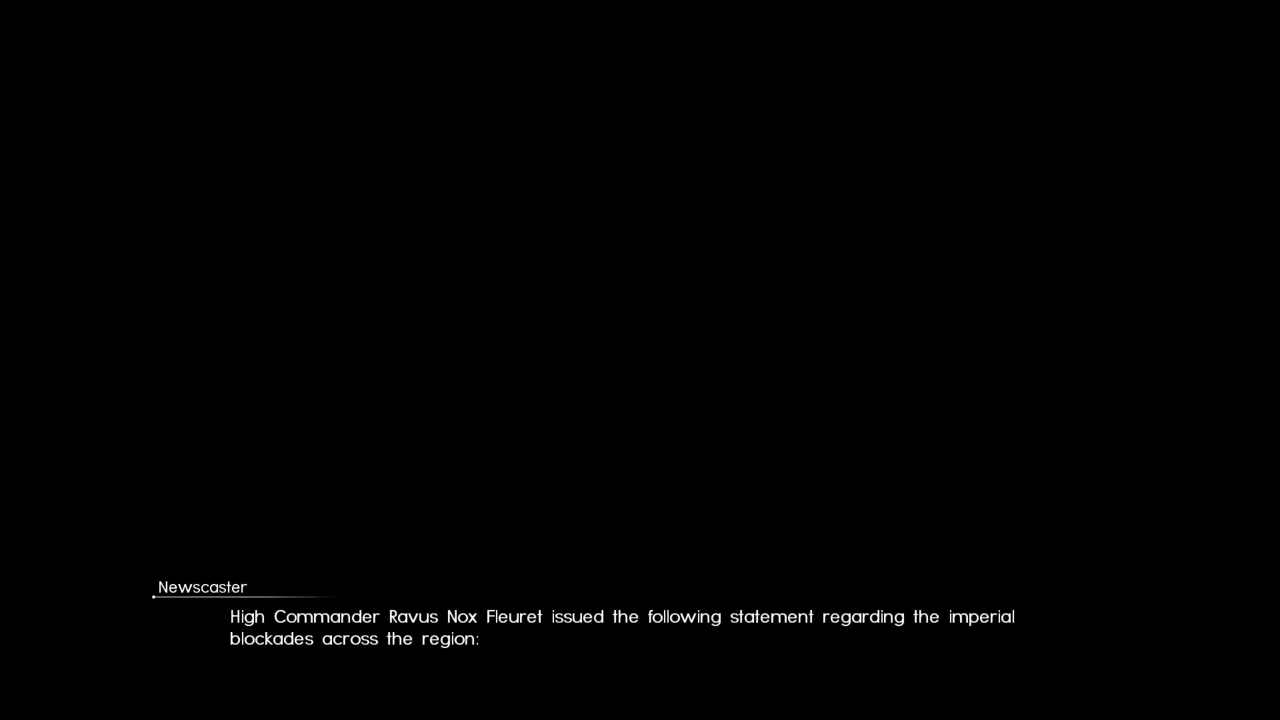 Newscaster
High Commander Ravus Nox Fleuret issued the following statement regarding the imperial
blockades across the region: